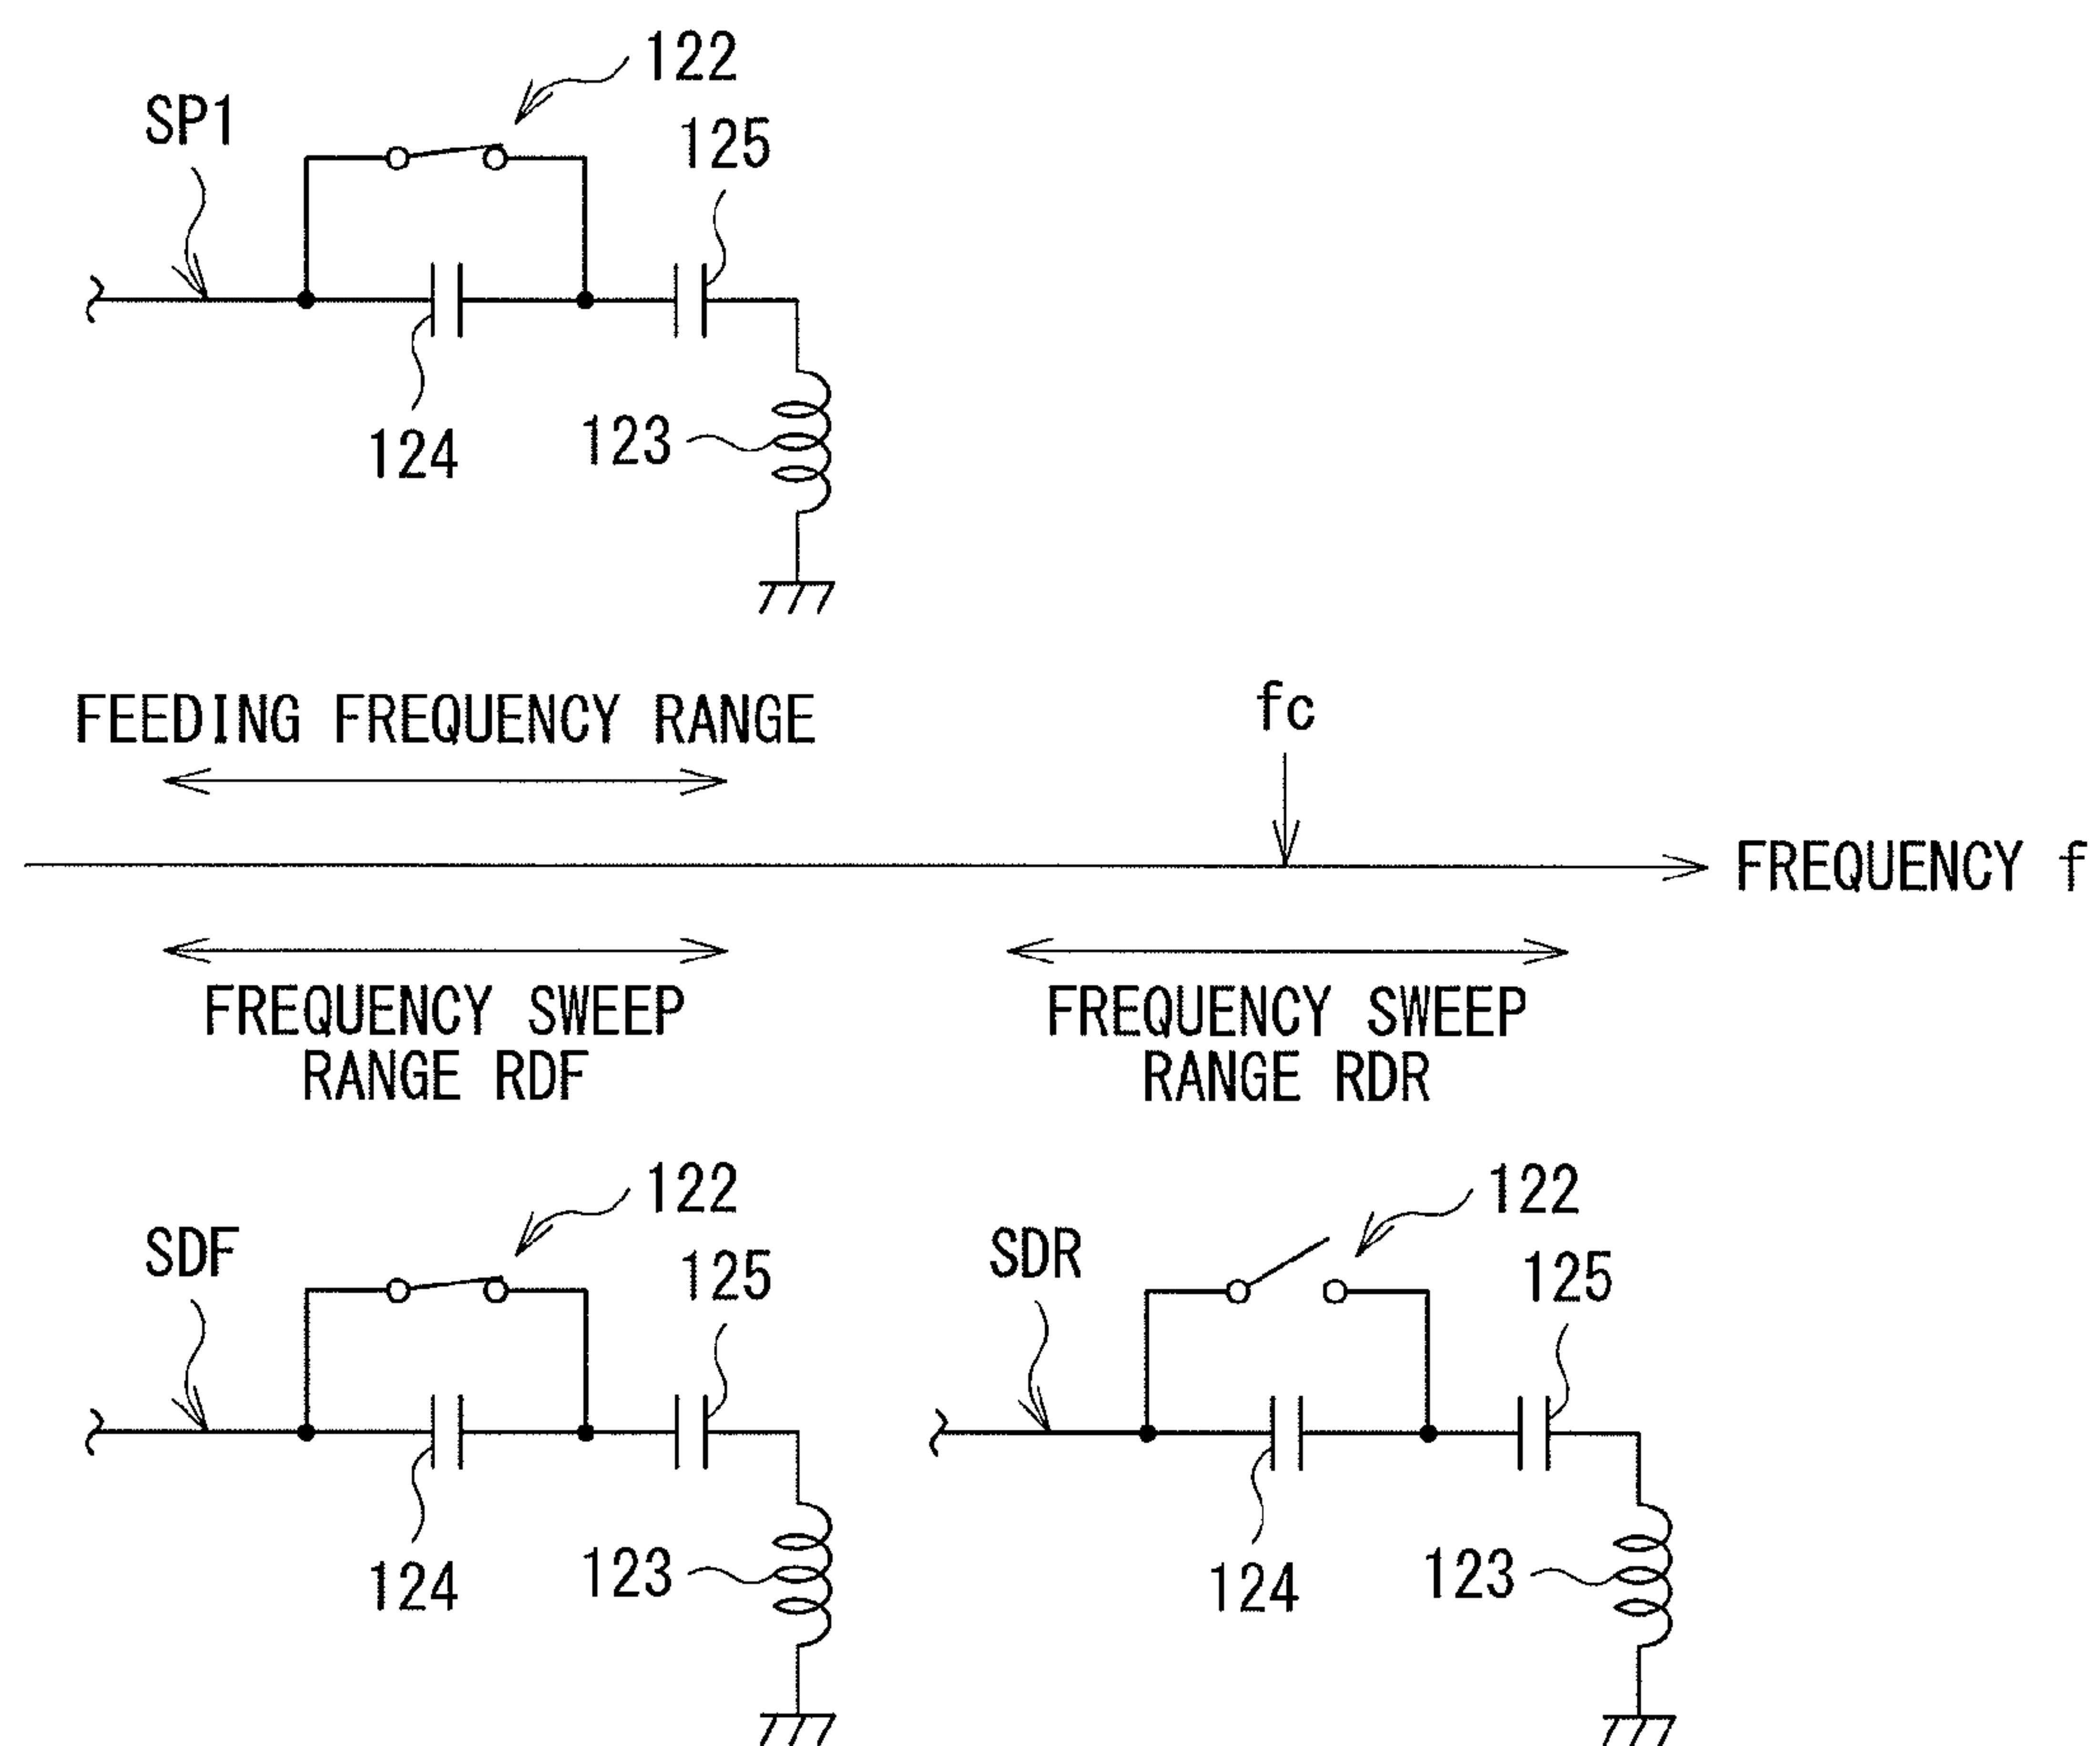 122
SP1
125
124
123
FEEDING FREQUENCY RANGE
fc
FREQUENCY f
FREQUENCY SWEEP
RANGE RDF
FREQUENCY SWEEP
RANGE RDR
122
SDF
125
124
123
122
SDR
125
124
123